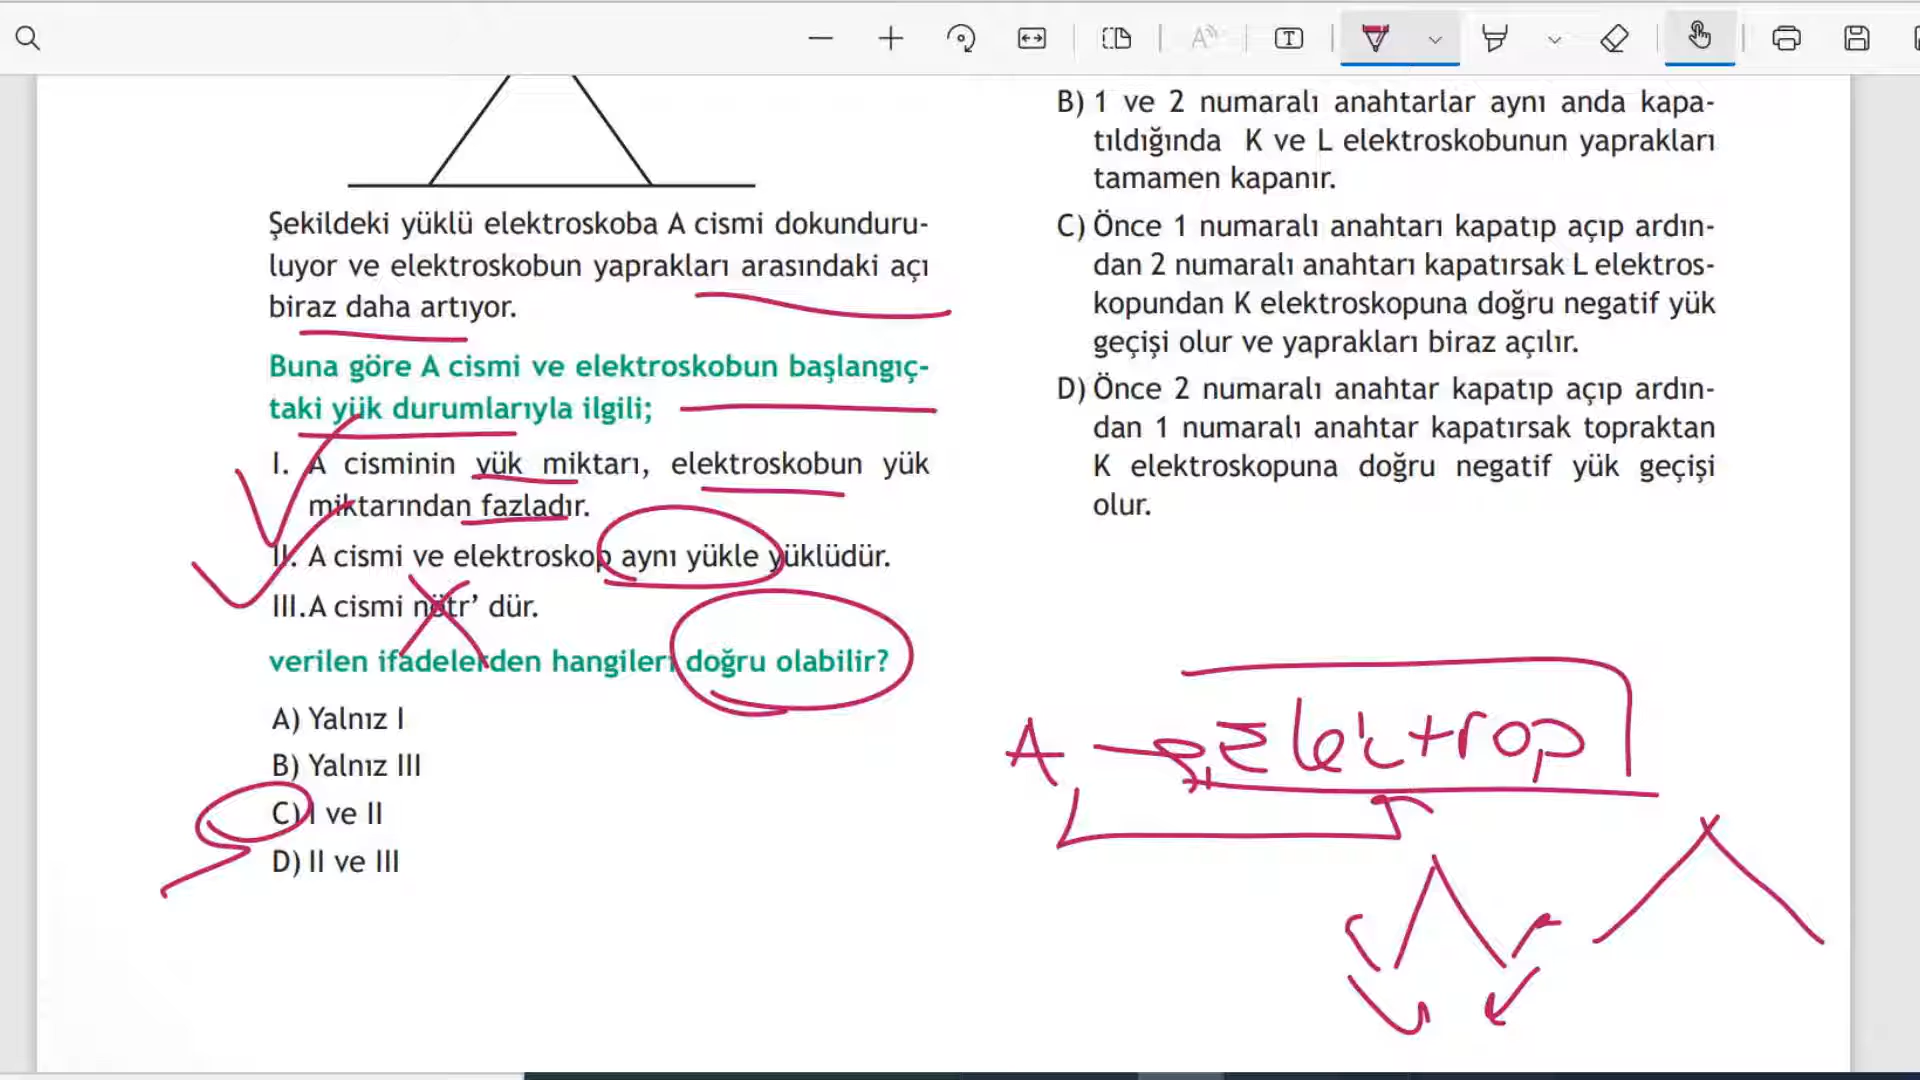 Şekildeki yüklü elektroskoba A cismi dokunduru-
luyor ve elektroskobun yaprakları arasındaki açı
biraz daha artıyor.
Buna göre A cismi ve elektroskobun başlangıç-
taki yük durumlarıyla ilgili;
I. A cisminin yük miktarı, elektroskobun yük
miktarından fazladır.
II. A cismi ve elektroskop aynı yükle yüklüdür.
III.A cismi nötr’ dür.
verilen ifadelerden hangileri doğru olabilir?
A) Yalnız I
B) Yalnız III
C) I ve II
D) II ve III
B) 1 ve 2 numaralı anahtarlar aynı anda kapa-
tıldığında K ve L elektroskobunun yaprakları
tamamen kapanır.
C) Önce 1 numaralı anahtarı kapatıp açıp ardın-
dan 2 numaralı anahtarı kapatırsak L elektros-
kopundan K elektroskopuna doğru negatif yük
geçişi olur ve yaprakları biraz açılır.
D) Önce 2 numaralı anahtar kapatıp açıp ardın-
dan 1 numaralı anahtar kapatırsak topraktan
K elektroskopuna doğru negatif yük geçişi
olur.
A Elektrop